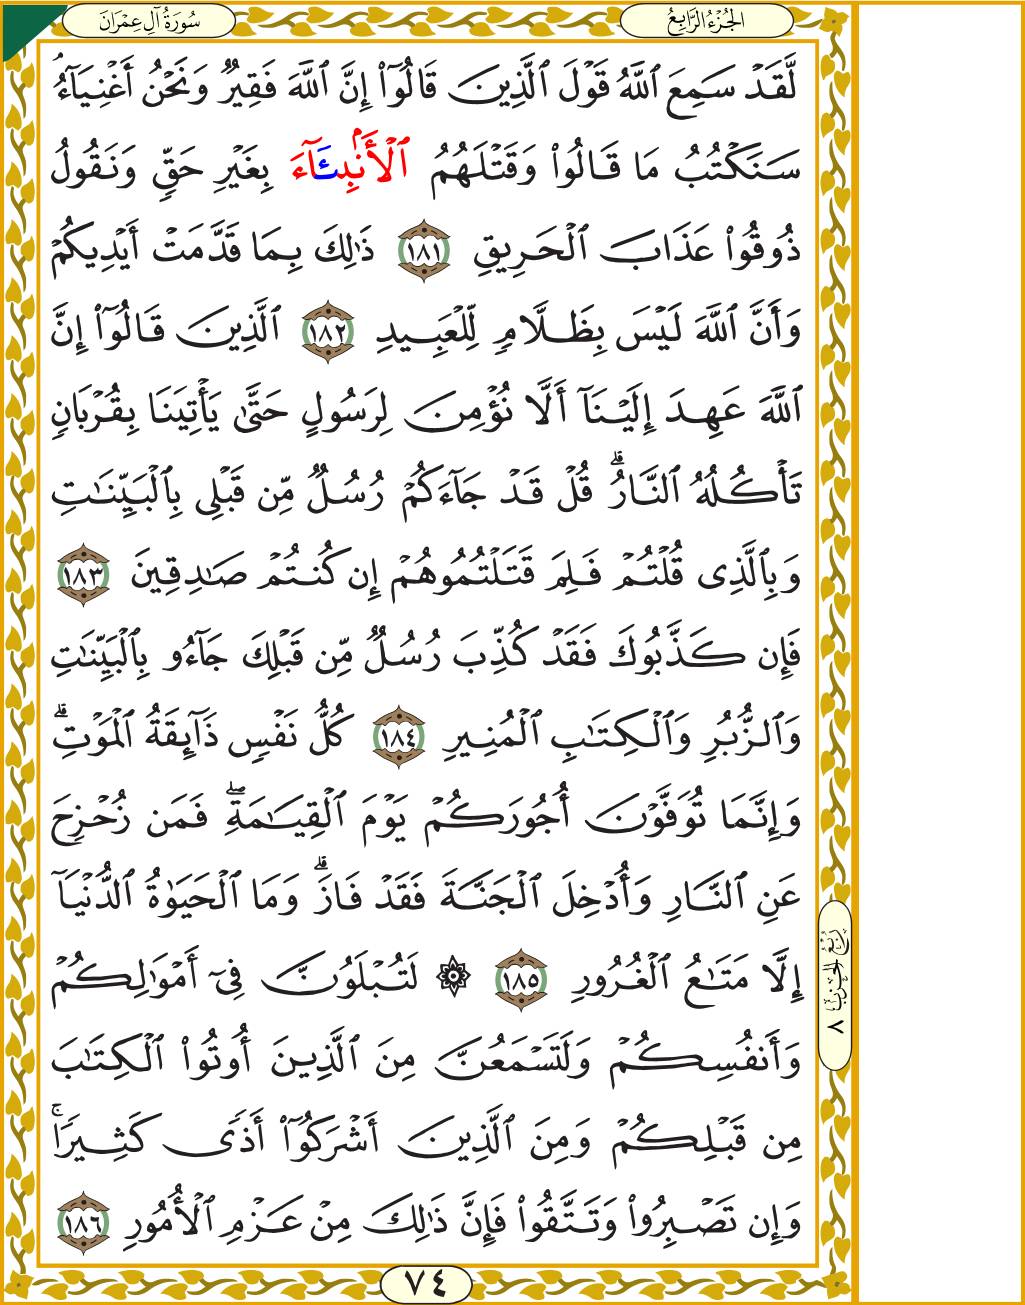 سُورَةُ آلِ عِمْرَانَ
الجُزْءُ الرَّابِعُ
لَّقَدْ سَمِعَ ٱللَّهُ قَوْلَ ٱلَّذِينَ قَالُوٓا۟ إِنَّ ٱللَّهَ فَقِيرٌ وَنَحْنُ أَغْنِيَآءُ ۘ
سَنَكْتُبُ مَا قَالُوا۟ وَقَتْلَهُمُ ٱلْأَنۢبِئَآءَ بِغَيْرِ حَقٍّ وَنَقُولُ
ذُوقُوا۟ عَذَابَ ٱلْحَرِيقِ ١٨١ ذَٰلِكَ بِمَا قَدَّمَتْ أَيْدِيكُمْ
وَأَنَّ ٱللَّهَ لَيْسَ بِظَلَّامٍ لِّلْعَبِيدِ ١٨٢ ٱلَّذِينَ قَالُوٓا۟ إِنَّ
ٱللَّهَ عَهِدَ إِلَيْنَآ أَلَّا نُؤْمِنَ لِرَسُولٍ حَتَّىٰ يَأْتِيَنَا بِقُرْبَانٍ
تَأْكُلُهُ ٱلنَّارُ ۗ قُلْ قَدْ جَآءَكُمْ رُسُلٌ مِّن قَبْلِى بِٱلْبَيِّنَـٰتِ
وَبِٱلَّذِى قُلْتُمْ فَلِمَ قَتَلْتُمُوهُمْ إِن كُنتُمْ صَـٰدِقِينَ ١٨٣
فَإِن كَذَّبُوكَ فَقَدْ كُذِّبَ رُسُلٌ مِّن قَبْلِكَ جَآءُو بِٱلْبَيِّنَـٰتِ
وَٱلزُّبُرِ وَٱلْكِتَـٰبِ ٱلْمُنِيرِ ١٨٤ كُلُّ نَفْسٍ ذَآئِقَةُ ٱلْمَوْتِ ۗ
وَإِنَّمَا تُوَفَّوْنَ أُجُورَكُمْ يَوْمَ ٱلْقِيَـٰمَةِ ۖ فَمَن زُحْزِحَ
عَنِ ٱلنَّارِ وَأُدْخِلَ ٱلْجَنَّةَ فَقَدْ فَازَ ۗ وَمَا ٱلْحَيَوٰةُ ٱلدُّنْيَآ
إِلَّا مَتَـٰعُ ٱلْغُرُورِ ١٨٥ ۞ لَتُبْلَوُنَّ فِىٓ أَمْوَٰلِكُمْ
وَأَنفُسِكُمْ وَلَتَسْمَعُنَّ مِنَ ٱلَّذِينَ أُوتُوا۟ ٱلْكِتَـٰبَ
مِن قَبْلِكُمْ وَمِنَ ٱلَّذِينَ أَشْرَكُوٓا۟ أَذًى كَثِيرًا ۚ
وَإِن تَصْبِرُوا۟ وَتَتَّقُوا۟ فَإِنَّ ذَٰلِكَ مِنْ عَزْمِ ٱلْأُمُورِ ١٨٦
رُبْعُ الحِزْبِ ٨
٧٤